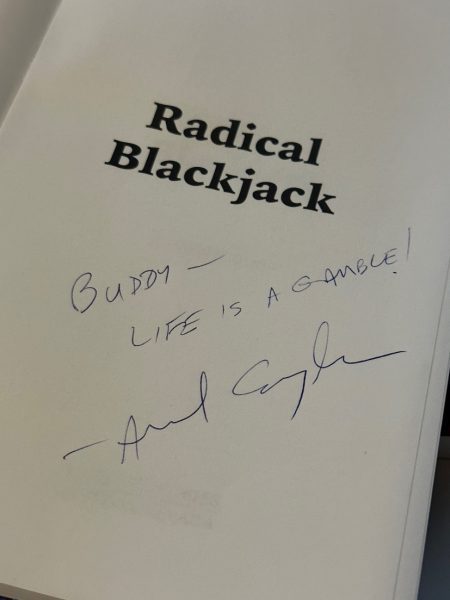 Radical
Blackjack
BUDDY —
LIFE IS A GAMBLE!